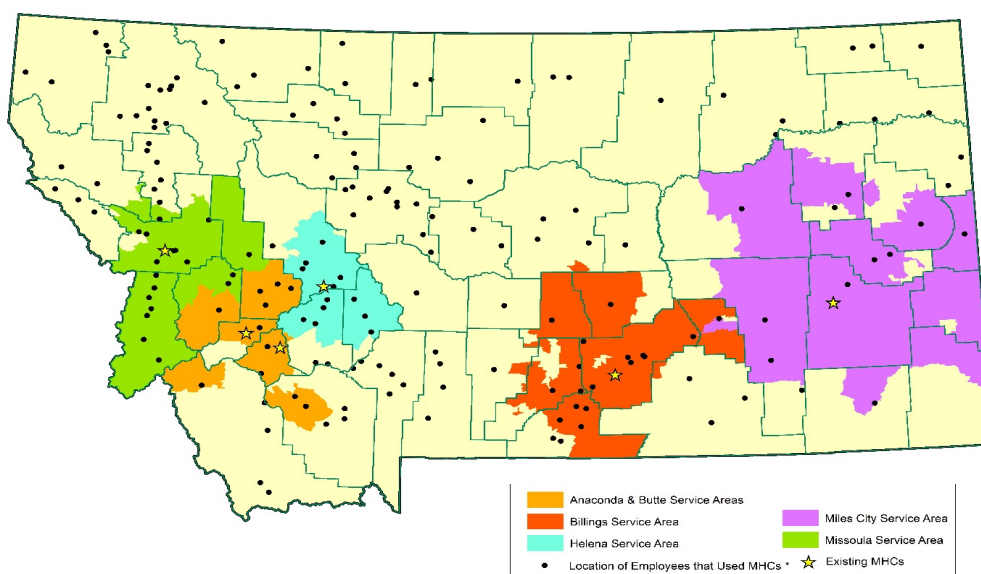 Anaconda & Butte Service Areas
Billings Service Area
Miles City Service Area
Helena Service Area
Missoula Service Area
Location of Employees that Used MHCs *
Existing MHCs